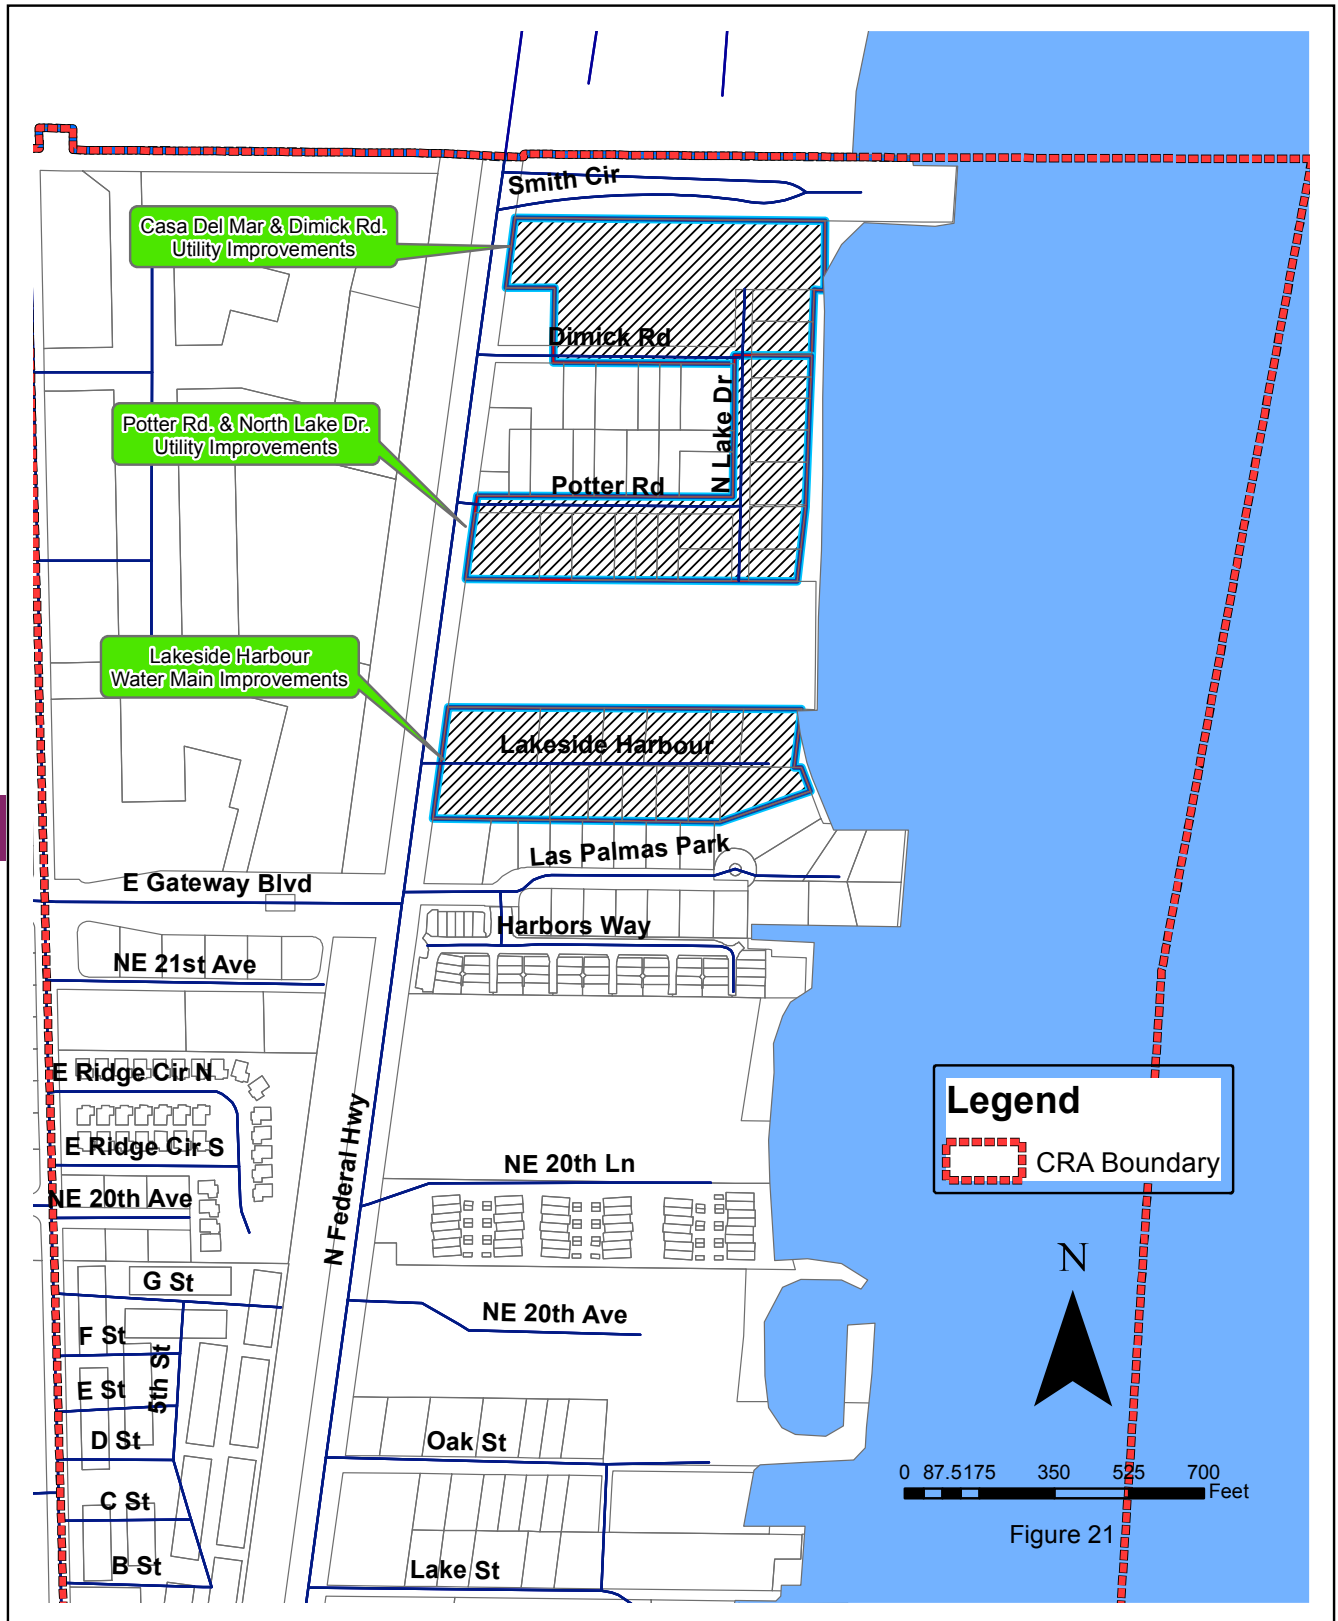 Smith Cir
Casa Del Mar & Dimick Rd.
Utility Improvements
Dimick Rd
N Lake Dr
Potter Rd. & North Lake Dr.
Utility Improvements
Potter Rd
Lakeside Harbour
Water Main Improvements
Lakeside Harbour
Las Palmas Park
E Gateway Blvd
Harbors Way
NE 21st Ave
E Ridge Cir N
E Ridge Cir S
NE 20th Ave
N Federal Hwy
NE 20th Ln
Legend
CRA Boundary
N
G St
NE 20th Ave
F St
5th St
E St
D St
Oak St
C St
B St
Lake St
0 87.5 175 350 525 700
Feet
Figure 21